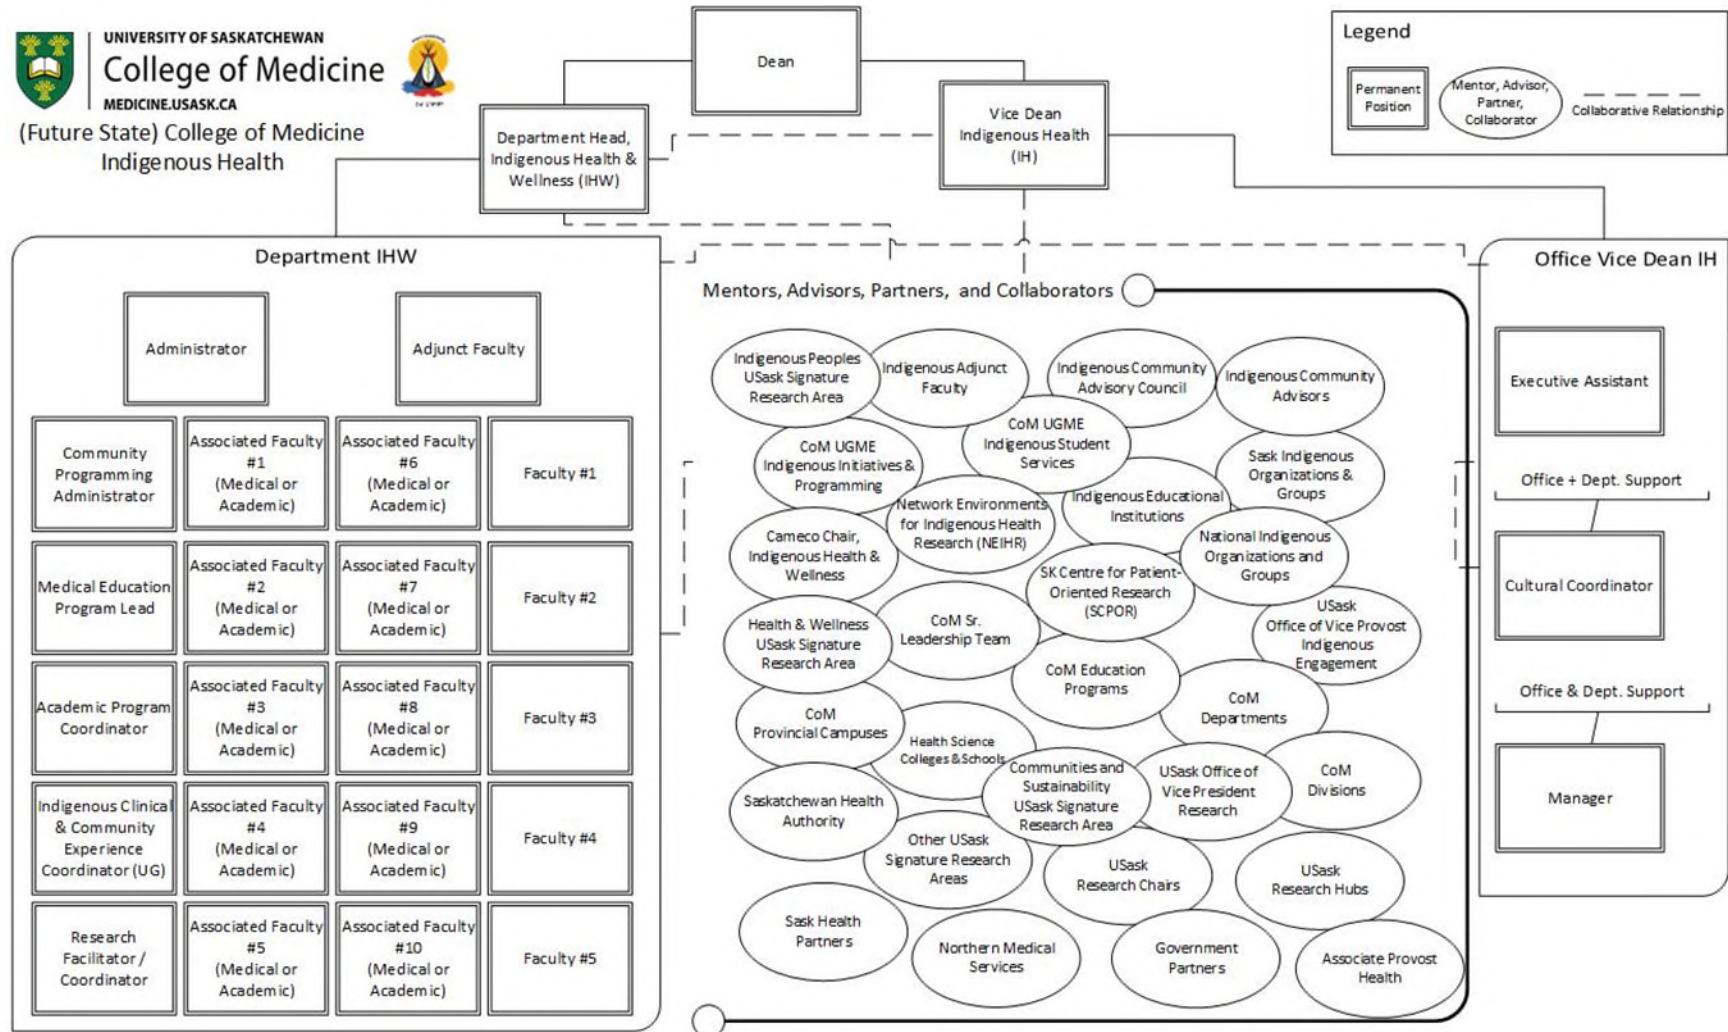 UNIVERSITY OF SASKATCHEWAN
College of Medicine
MEDICINE.USASK.CA
(Future State) College of Medicine
Indigenous Health
Dean
Department Head,
Indigenous Health &
Wellness (IHW)
Vice Dean
Indigenous Health
(IH)
Legend
Permanent
Position
Mentor, Advisor,
Partner,
Collaborator
Collaborative Relationship
Department IHW
Administrator
Adjunct Faculty
Community
Programming
Administrator
Associated Faculty
#1
(Medical or
Academic)
Associated Faculty
#6
(Medical or
Academic)
Faculty #1
Medical Education
Program Lead
Associated Faculty
#2
(Medical or
Academic)
Associated Faculty
#7
(Medical or
Academic)
Faculty #2
Academic Program
Coordinator
Associated Faculty
#3
(Medical or
Academic)
Associated Faculty
#8
(Medical or
Academic)
Faculty #3
Indigenous Clinical
& Community
Experience
Coordinator (UG)
Associated Faculty
#4
(Medical or
Academic)
Associated Faculty
#9
(Medical or
Academic)
Faculty #4
Research
Facilitator /
Coordinator
Associated Faculty
#5
(Medical or
Academic)
Associated Faculty
#10
(Medical or
Academic)
Faculty #5
Mentors, Advisors, Partners, and Collaborators
Indigenous Peoples
USask Signature
Research Area
Indigenous Adjunct
Faculty
Indigenous Community
Advisory Council
Indigenous Community
Advisors
CoM UGME
Indigenous Initiatives &
Programming
CoM UGME
Indigenous Student
Services
Sask Indigenous
Organizations &
Groups
Network Environments
for Indigenous Health
Research (NEIHR)
Indigenous Educational
Institutions
Cameco Chair,
Indigenous Health &
Wellness
National Indigenous
Organizations and
Groups
SK Centre for Patient-
Oriented Research
(SCPOR)
Health & Wellness
USask Signature
Research Area
CoM Sr.
Leadership Team
USask
Office of Vice Provost
Indigenous
Engagement
CoM Education
Programs
CoM
Provincial Campuses
CoM
Departments
Health Science
Colleges & Schools
Communities and
Sustainability
USask Signature
Research Area
USask Office of
Vice President
Research
CoM
Divisions
Saskatchewan Health
Authority
Other USask
Signature Research
Areas
USask
Research Chairs
USask
Research Hubs
Sask Health
Partners
Northern Medical
Services
Government
Partners
Associate Provost
Health
Office Vice Dean IH
Executive Assistant
Office + Dept. Support
Cultural Coordinator
Office & Dept. Support
Manager